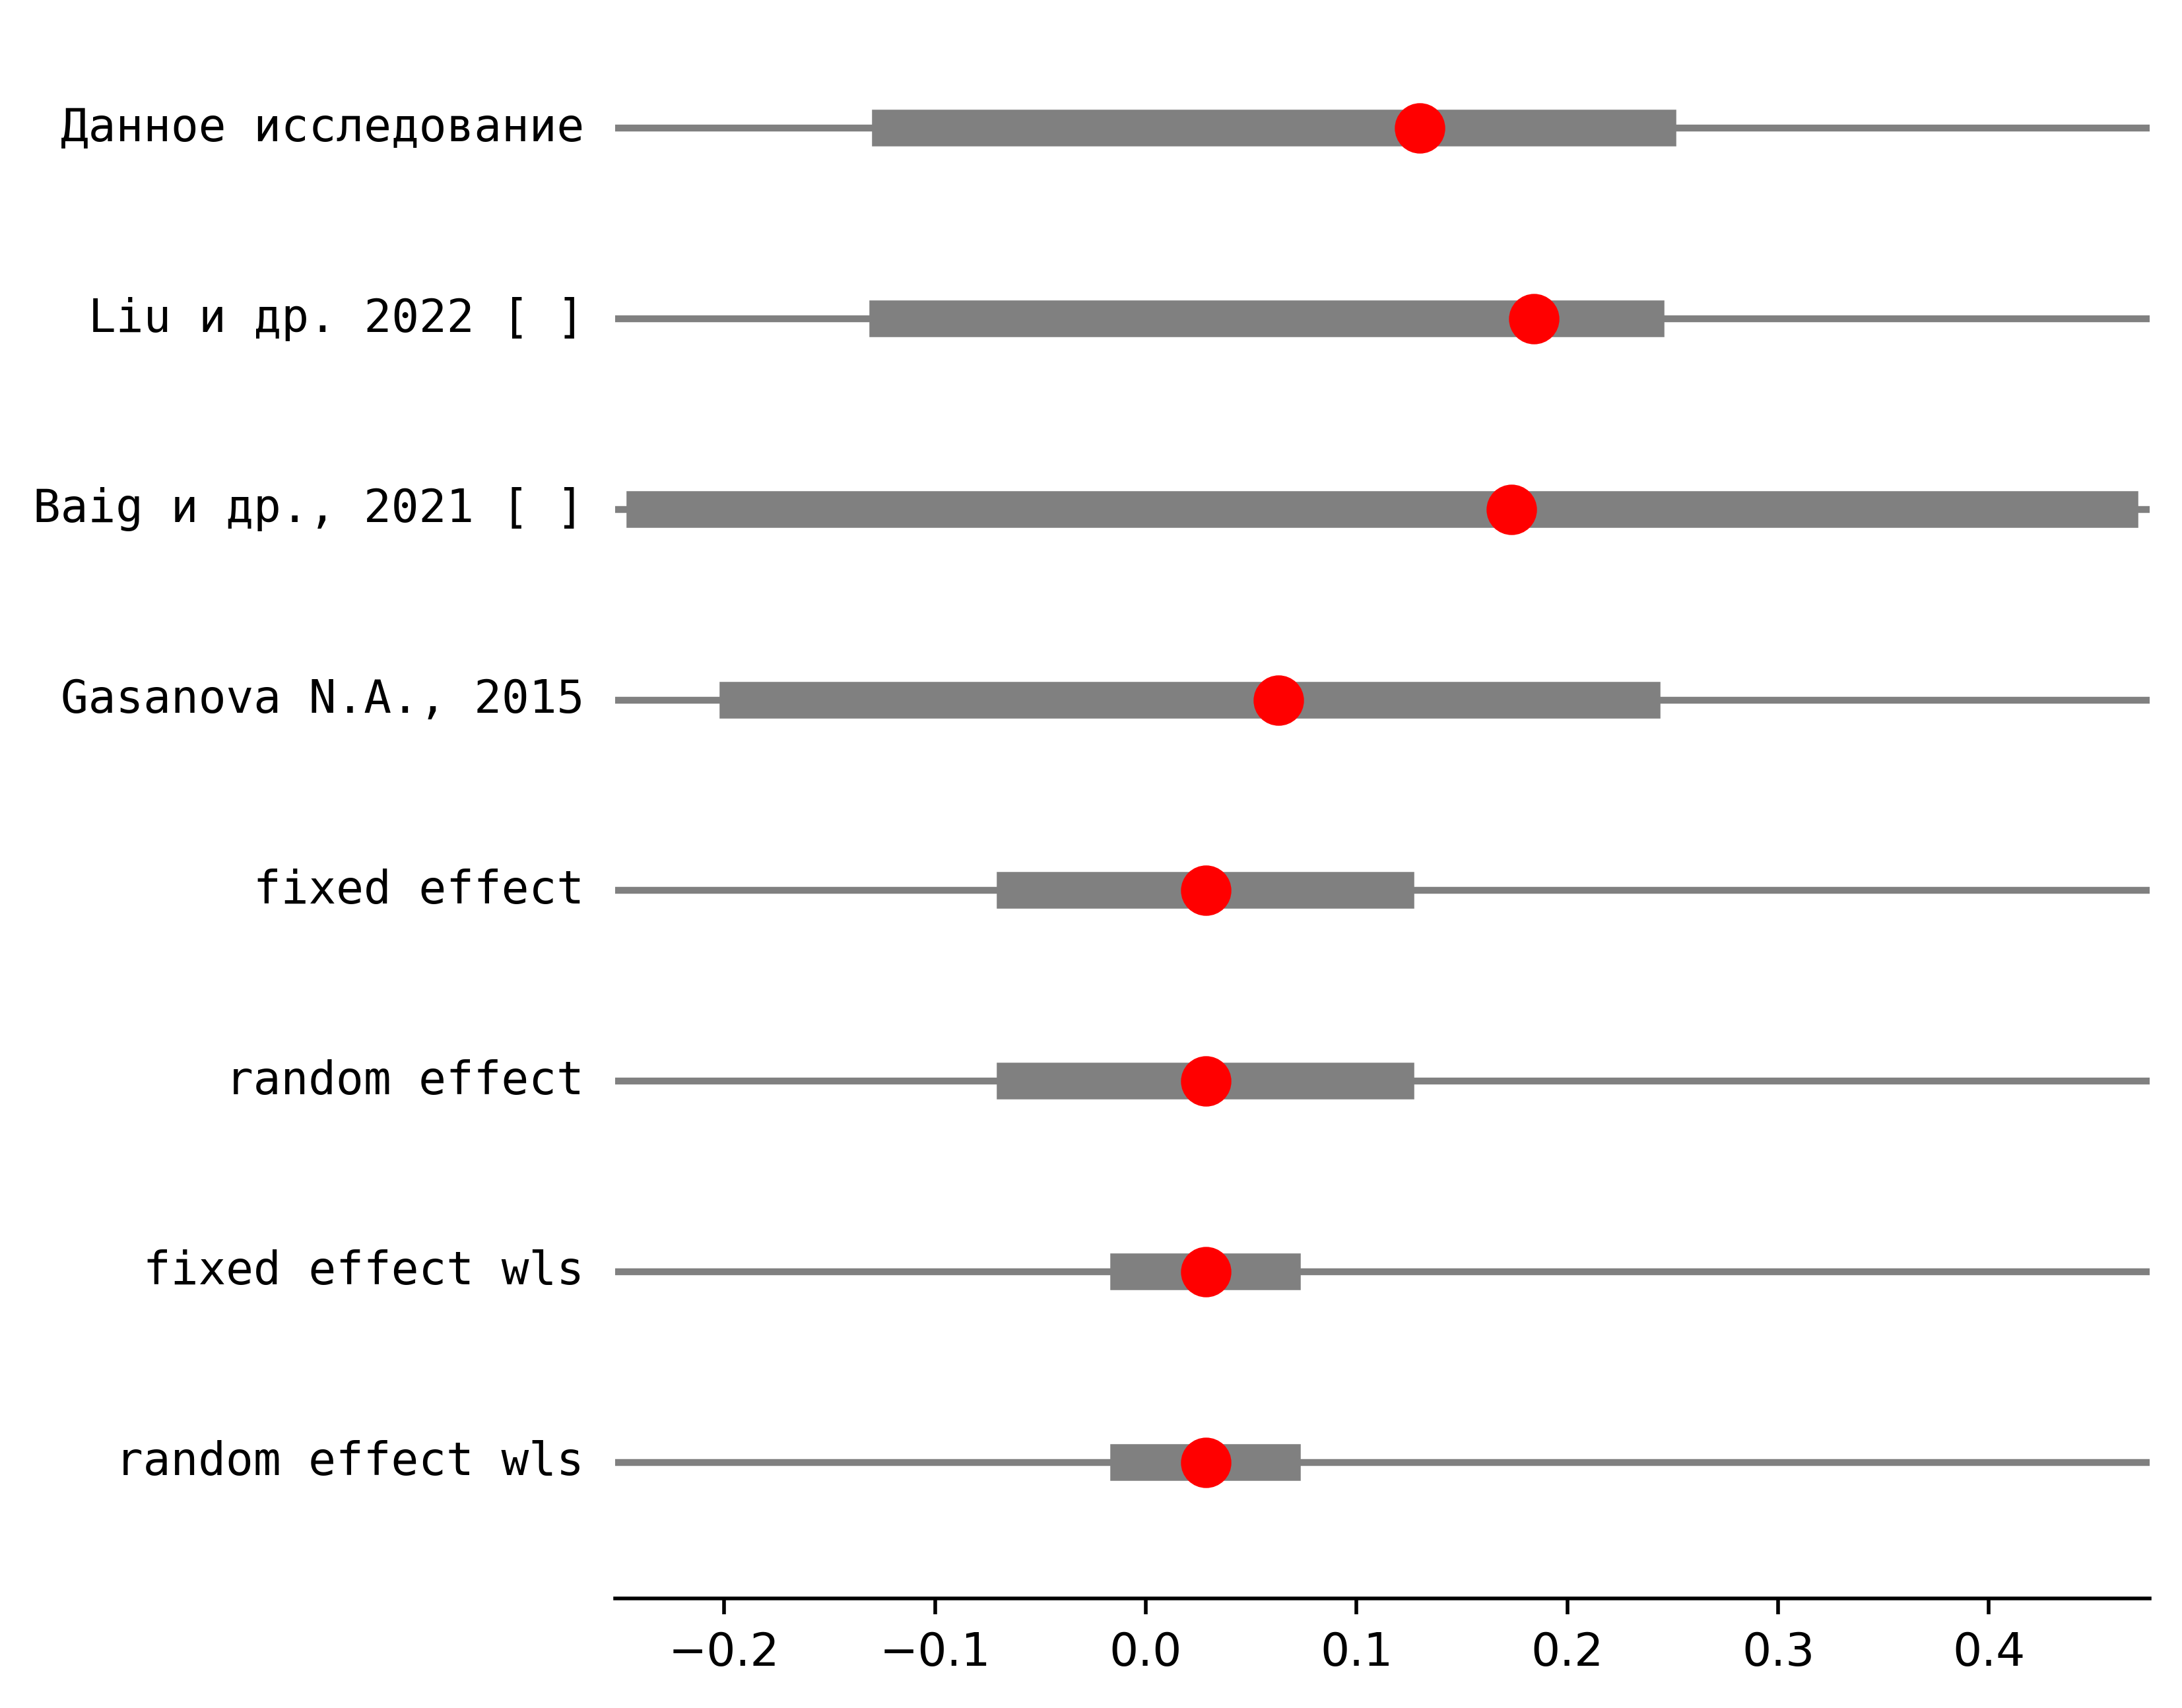 Данное исследование
Liu и др. 2022 [ ]
Baig и др., 2021 [ ]
Gasanova N.A., 2015
fixed effect
random effect
fixed effect wls
random effect wls
−0.2 −0.1 0.0 0.1 0.2 0.3 0.4